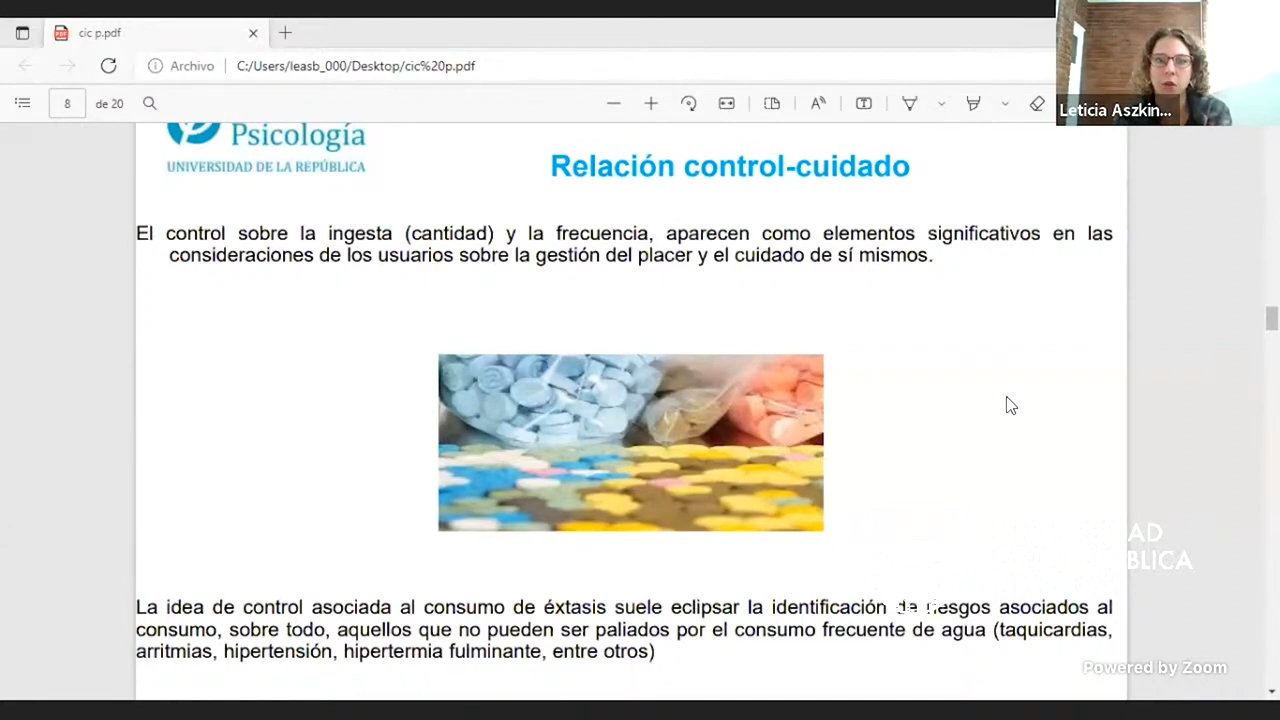 cic p.pdf
Archivo C:/Users/leasb_000/Desktop/cic%20p.pdf
8 de 20
Leticia Aszkin...
Psicología
UNIVERSIDAD DE LA REPÚBLICA
Relación control-cuidado
El control sobre la ingesta (cantidad) y la frecuencia, aparecen como elementos significativos en las
consideraciones de los usuarios sobre la gestión del placer y el cuidado de sí mismos.
AD
BLICA
La idea de control asociada al consumo de éxtasis suele eclipsar la identificación de riesgos asociados al
consumo, sobre todo, aquellos que no pueden ser paliados por el consumo frecuente de agua (taquicardias,
arritmias, hipertensión, hipertermia fulminante, entre otros)
Powered by Zoom